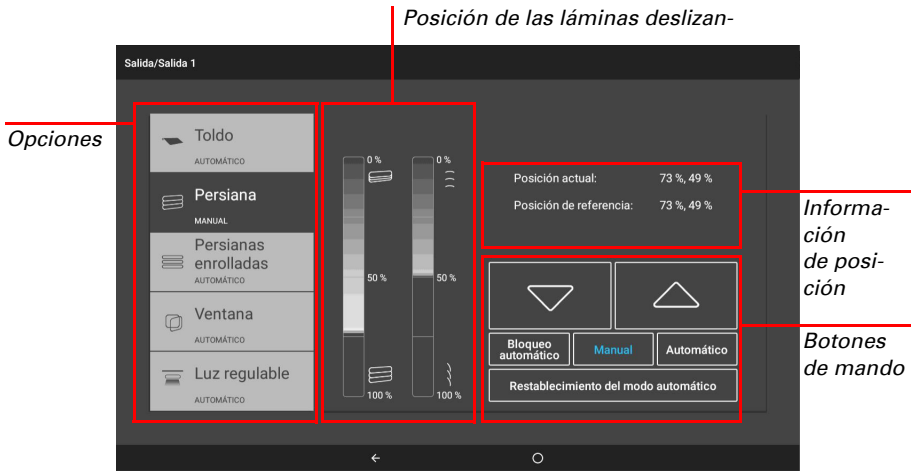 Posición de las láminas deslizan-
Salida/Salida 1
Opciones
Toldo
AUTOMÁTICO
Persiana
MANUAL
Persianas
enrolladas
AUTOMÁTICO
Ventana
AUTOMÁTICO
Luz regulable
AUTOMÁTICO
0 %
50 %
100 %
0 %
50 %
100 %
Posición actual: 73 %, 49 %
Posición de referencia: 73 %, 49 %
Informa-
ción
de posi-
ción
Bloqueo
automático
Manual
Automático
Restablecimiento del modo automático
Botones
de mando